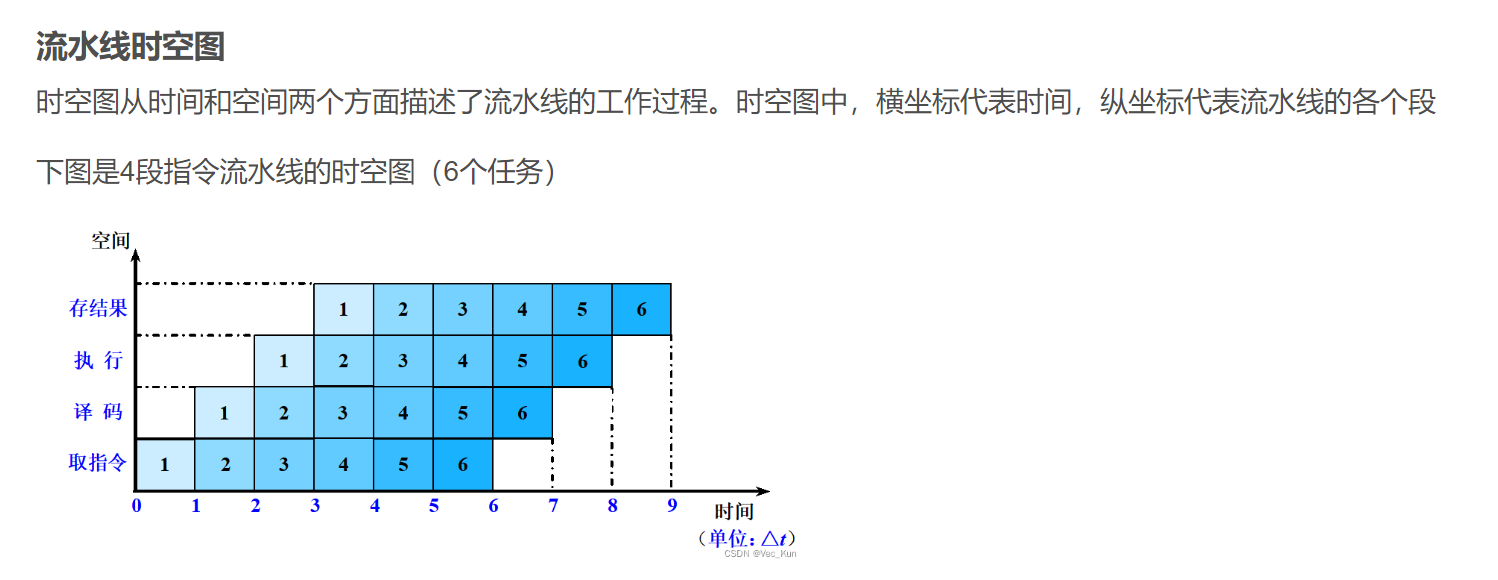 流水线时空图
时空图从时间和空间两个方面描述了流水线的工作过程。时空图中，横坐标代表时间，纵坐标代表流水线的各个段
下图是4段指令流水线的时空图（6个任务）
空间
存结果 1 2 3 4 5 6
执 行 1 2 3 4 5 6
译 码 1 2 3 4 5 6
取指令 1 2 3 4 5 6
0 1 2 3 4 5 6 7 8 9 时间
（单位：△t）
CSDN @Vec_Kun